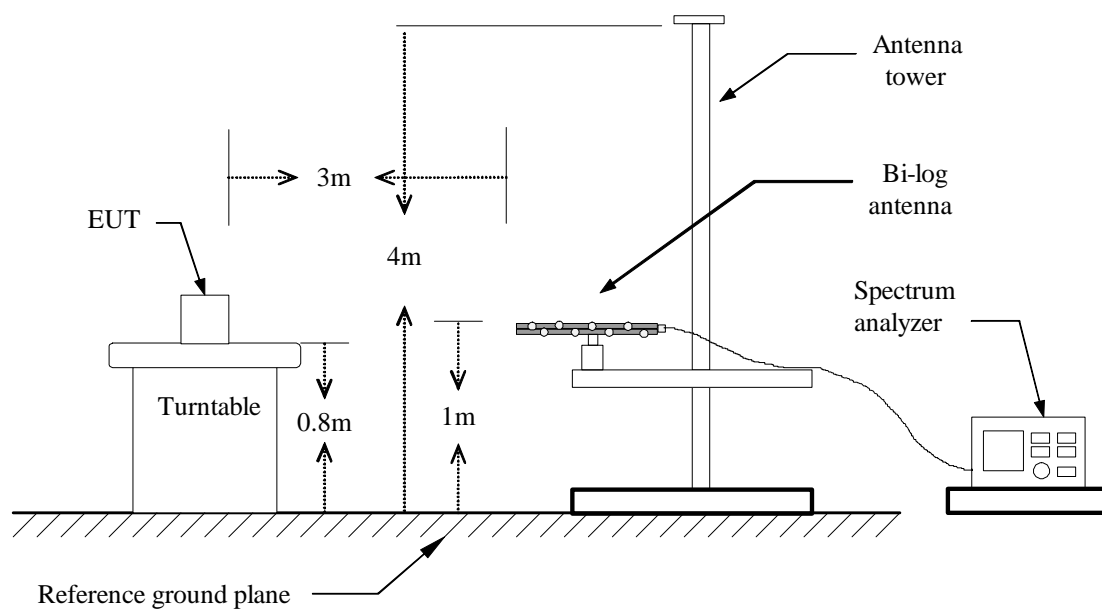 Antenna
tower
3m
Bi-log
antenna
EUT
4m
Spectrum
analyzer
Turntable
0.8m
1m
Reference ground plane